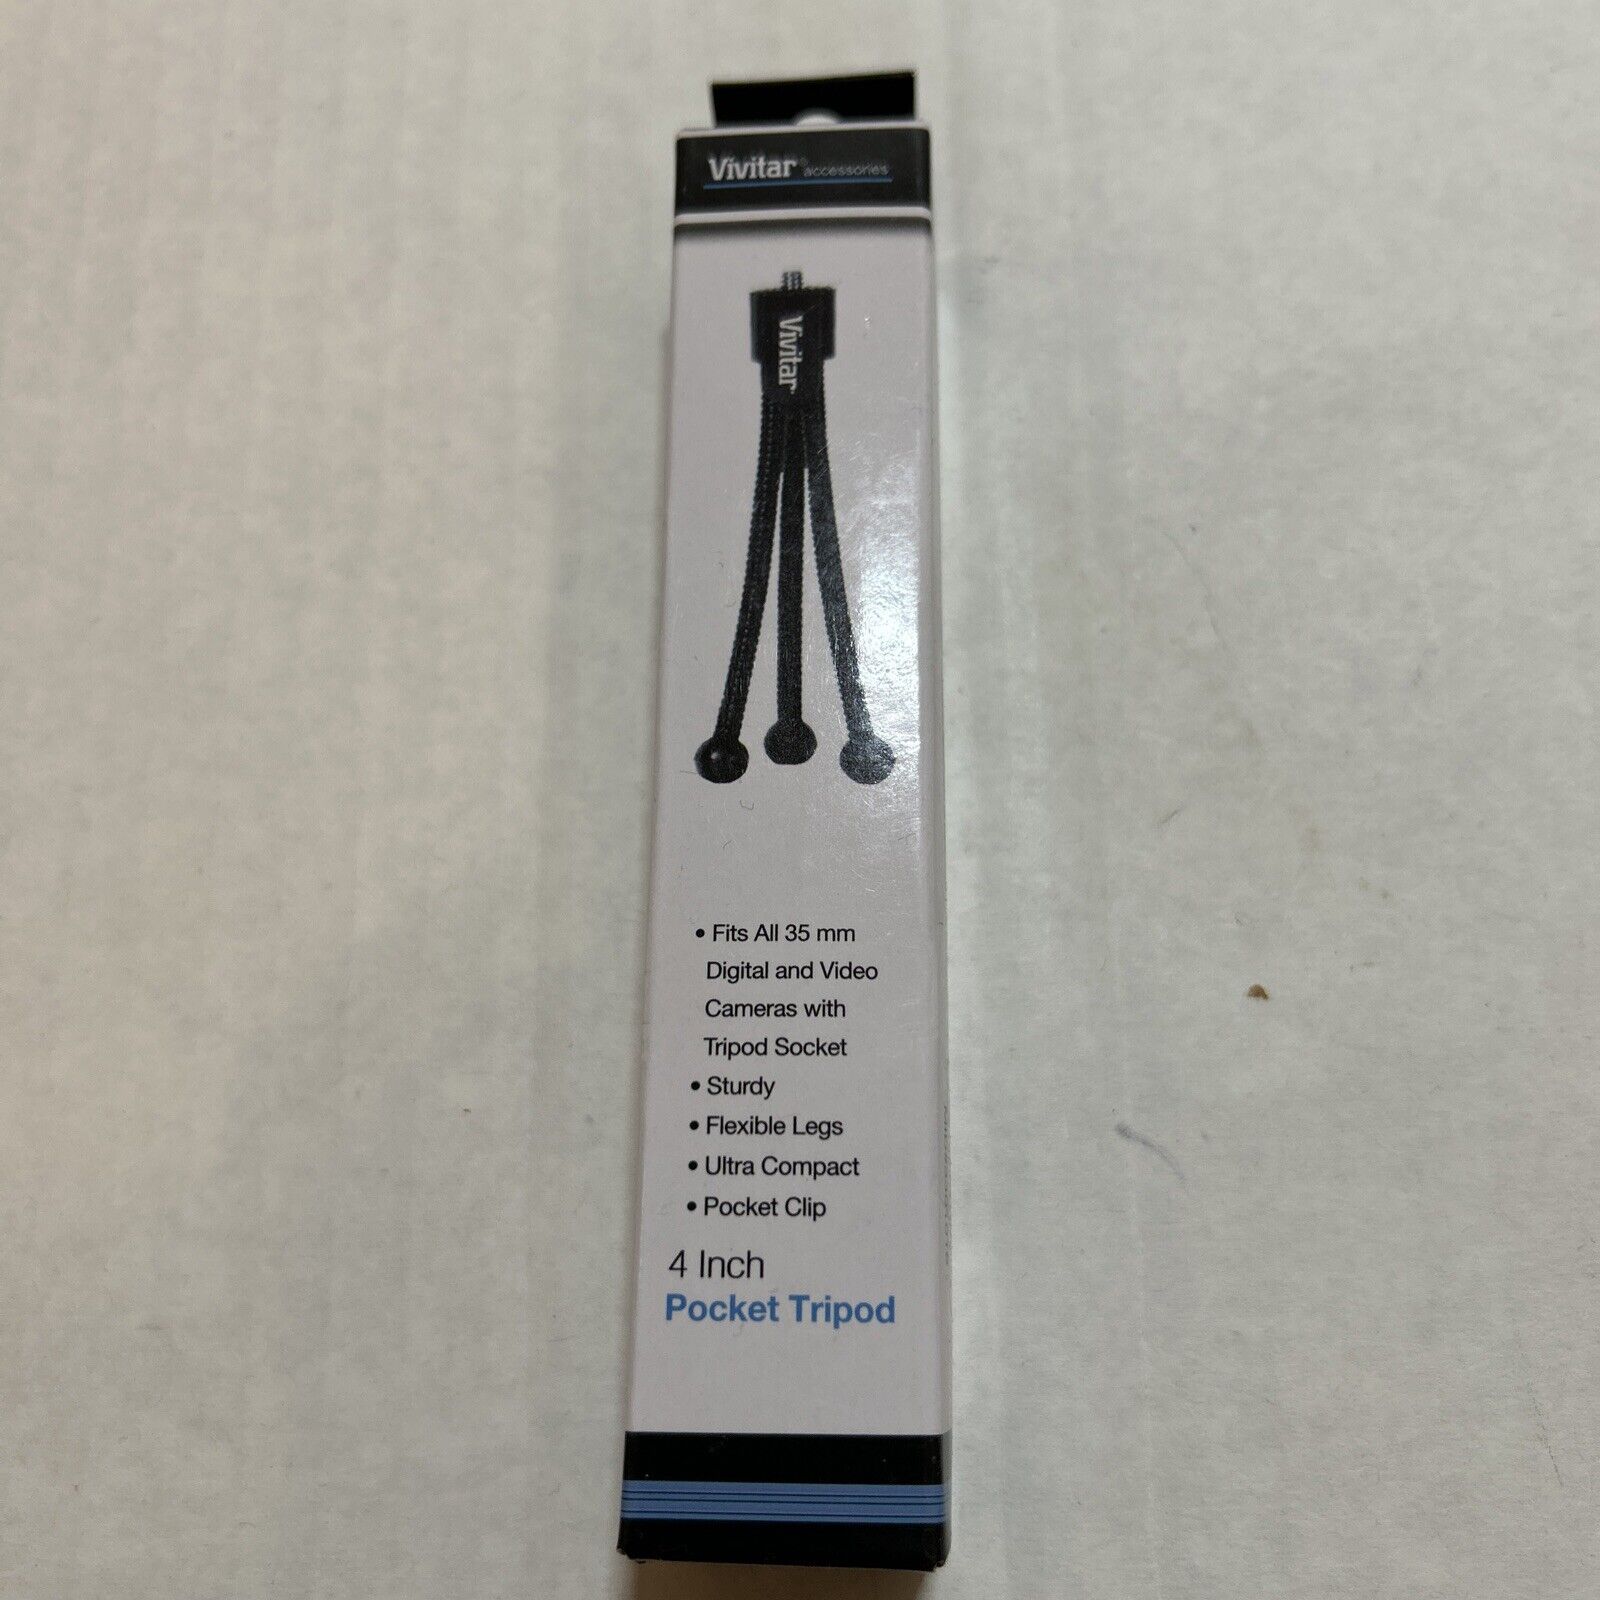 Vivitar® accessories
Vivitar
• Fits All 35 mm
Digital and Video
Cameras with
Tripod Socket
• Sturdy
• Flexible Legs
• Ultra Compact
• Pocket Clip
4 Inch
Pocket Tripod